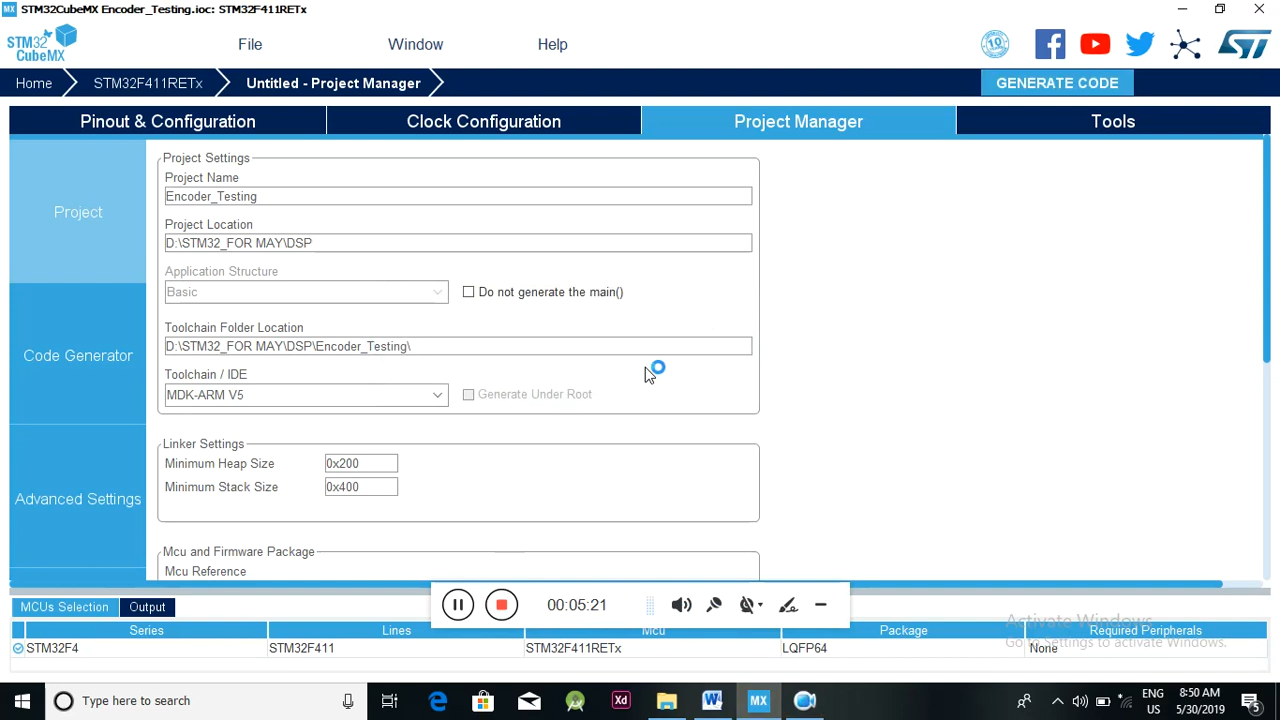 STM32CubeMX Encoder_Testing.ioc: STM32F411RETx
STM32 CubeMX
File Window Help
10
Home STM32F411RETx Untitled - Project Manager GENERATE CODE
Pinout & Configuration Clock Configuration Project Manager Tools
Project
Code Generator
Advanced Settings
Project Settings
Project Name
Encoder_Testing
Project Location
D:\STM32_FOR MAY\DSP
Application Structure
Basic Do not generate the main()
Toolchain Folder Location
D:\STM32_FOR MAY\DSP\Encoder_Testing\
Toolchain / IDE
MDK-ARM V5 Generate Under Root
Linker Settings
Minimum Heap Size 0x200
Minimum Stack Size 0x400
Mcu and Firmware Package
Mcu Reference
00:05:21
MCUs Selection Output
Series Lines Mcu Package Required Peripherals
STM32F4 STM32F411 STM32F411RETx LQFP64 None
Activate Windows
Go to Settings to activate Windows.
Type here to search
Xd
MX
ENG
US
8:50 AM
5/30/2019
5